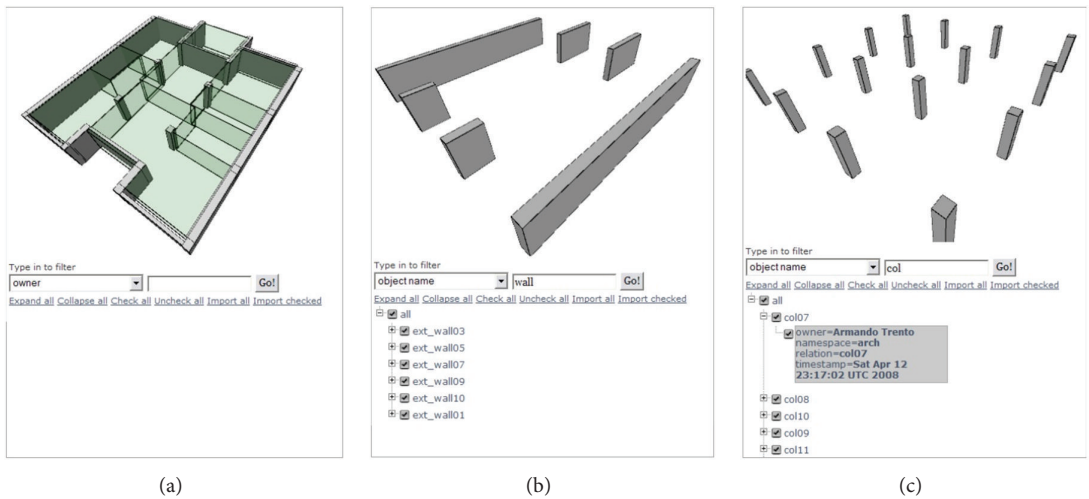 Type in to filter
owner Go!
Expand all Collapse all Check all Uncheck all Import all Import checked
(a)
Type in to filter
object name wall Go!
Expand all Collapse all Check all Uncheck all Import all Import checked
all
ext_wall03
ext_wall05
ext_wall07
ext_wall09
ext_wall10
ext_wall01
(b)
Type in to filter
object name col Go!
Expand all Collapse all Check all Uncheck all Import all Import checked
all
col07
owner=Armando Trento
namespace=arch
relation=col07
timestamp=Sat Apr 12
23:17:02 UTC 2008
col08
col10
col09
col11
(c)